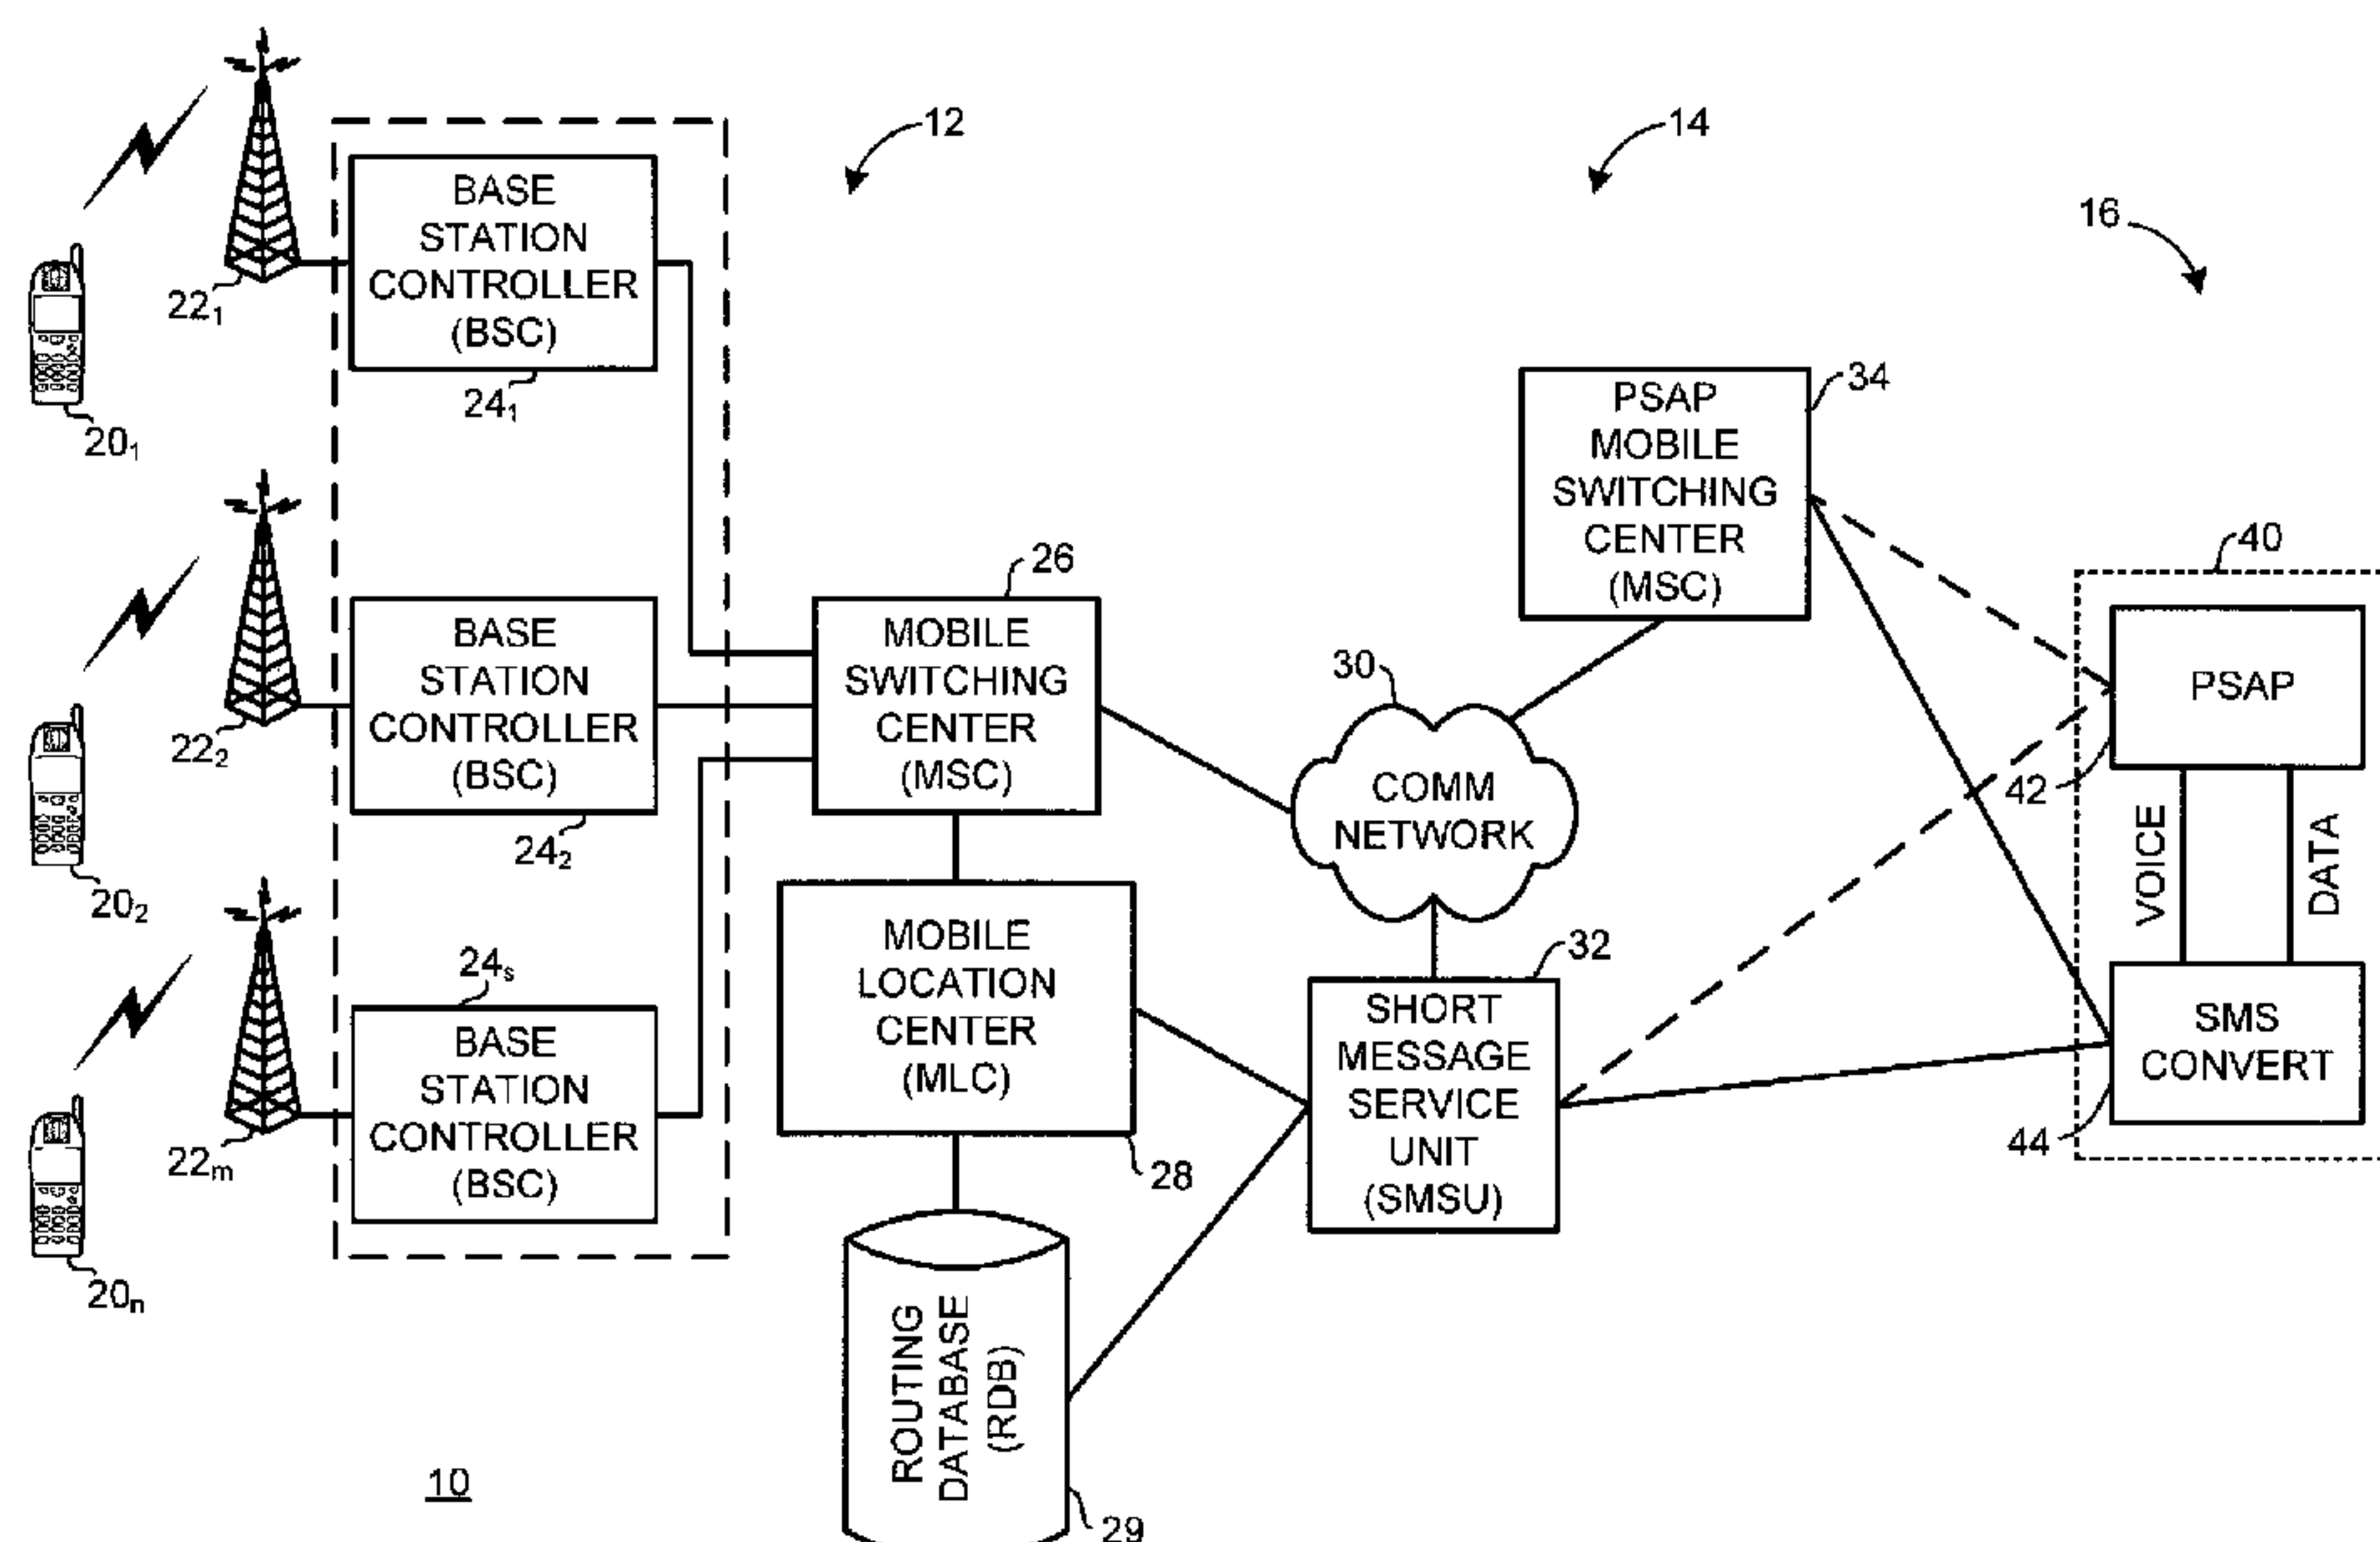 12
14
16
BASE
STATION
CONTROLLER
(BSC)
22₁
24₁
20₁
PSAP
MOBILE
SWITCHING
CENTER
(MSC)
34
BASE
STATION
CONTROLLER
(BSC)
22₂
24₂
20₂
MOBILE
SWITCHING
CENTER
(MSC)
26
30
COMM
NETWORK
40
PSAP
42
VOICE
DATA
SMS
CONVERT
44
MOBILE
LOCATION
CENTER
(MLC)
28
32
SHORT
MESSAGE
SERVICE
UNIT
(SMSU)
24ₛ
BASE
STATION
CONTROLLER
(BSC)
22ₘ
20ₙ
ROUTING
DATABASE
(RDB)
29
10